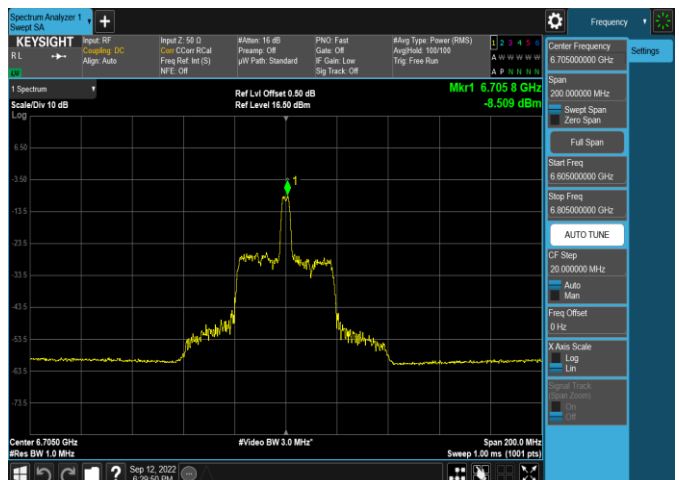 Spectrum Analyzer 1
Swept SA
+
Frequency
KEYSIGHT
R L
LU
Input: RF
Coupling: DC
Align: Auto
Input Z: 50 Ω
Corr CCorr RCal
Freq Ref: Int (S)
NFE: Off
#Atten: 16 dB
Preamp: Off
µW Path: Standard
PNO: Fast
Gate: Off
IF Gain: Low
Sig Track: Off
#Avg Type: Power (RMS)
Avg|Hold: 100/100
Trig: Free Run
1 2 3 4 5 6
A W W W W W
A P N N N N
1 Spectrum
Scale/Div 10 dB
Log
Ref Lvl Offset 0.50 dB
Ref Level 16.50 dBm
Mkr1 6.705 8 GHz
-8.509 dBm
6.50
-3.50
-13.5
-23.5
-33.5
-43.5
-53.5
-63.5
-73.5
1
Center 6.7050 GHz
#Res BW 1.0 MHz
#Video BW 3.0 MHz*
Span 200.0 MHz
Sweep 1.00 ms (1001 pts)
?
Sep 12, 2022
6:29:50 PM
Center Frequency
6.705000000 GHz
Span
200.000000 MHz
Swept Span
Zero Span
Full Span
Start Freq
6.605000000 GHz
Stop Freq
6.805000000 GHz
AUTO TUNE
CF Step
20.000000 MHz
Auto
Man
Freq Offset
0 Hz
X Axis Scale
Log
Lin
Signal Track
(Span Zoom)
On
Off
Settings